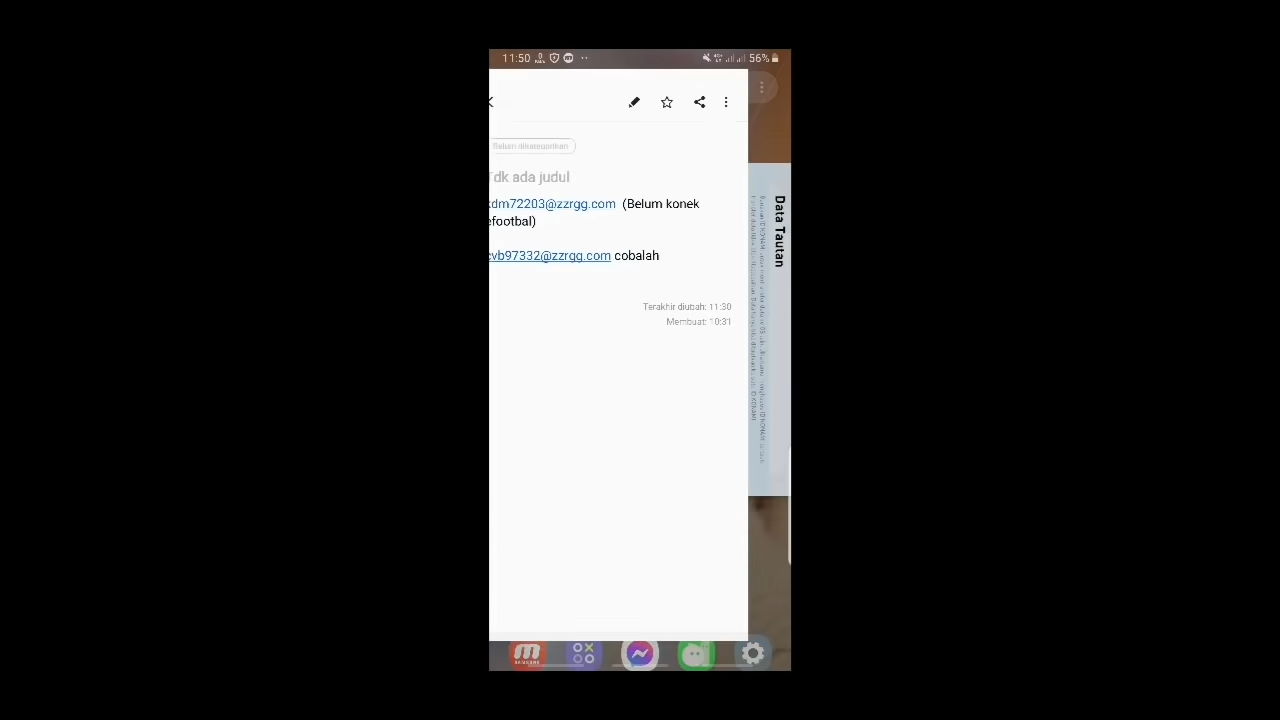 11:50
56%
Belum dikategorikan
Tdk ada judul
dm72203@zzrgg.com (Belum konek
efootbal)
vb97332@zzrgg.com cobalah
Terakhir diubah: 11:30
Membuat: 10:31
Data Tautan